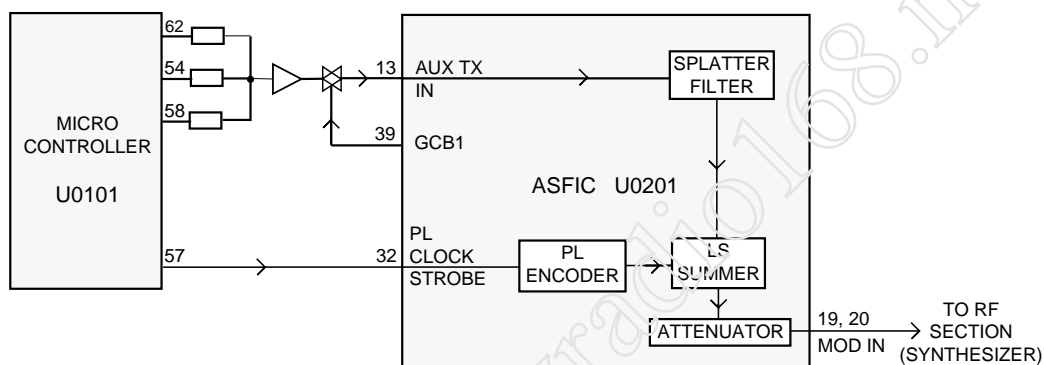 62
54
58
MICRO
CONTROLLER
U0101
57
13
AUX TX
IN
39
GCB1
SPLATTER
FILTER
ASFIC U0201
32
PL
CLOCK
STROBE
PL
ENCODER
LS
SUMMER
ATTENUATOR
19, 20
MOD IN
TO RF
SECTION
(SYNTHESIZER)